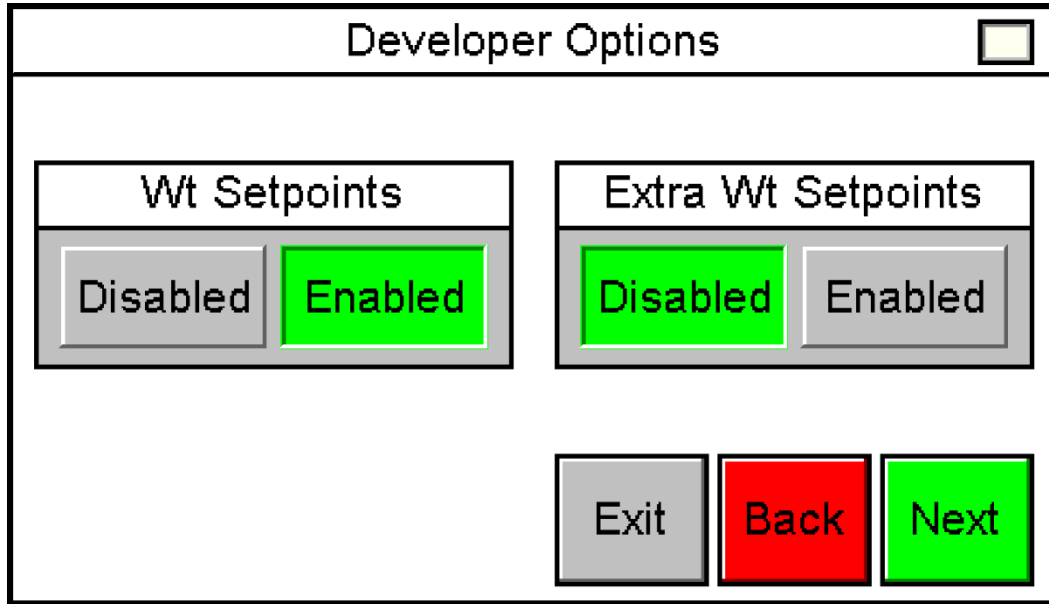 Developer Options
Wt Setpoints
Extra Wt Setpoints
Disabled Enabled
Disabled Enabled
Exit Back Next